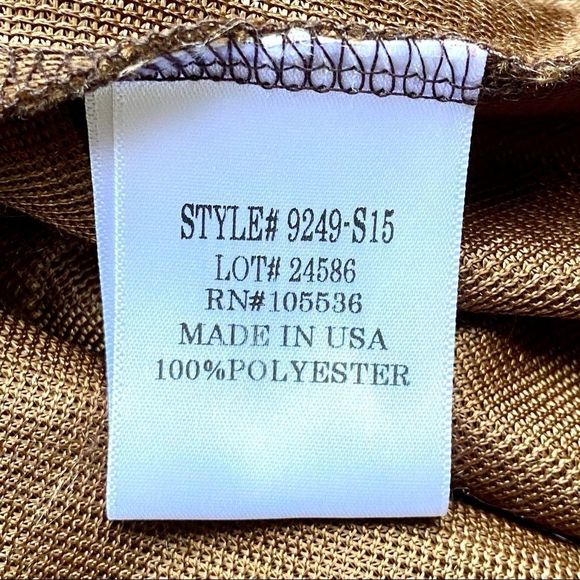 STYLE# 9249-S15
LOT# 24586
RN#105536
MADE IN USA
100%POLYESTER